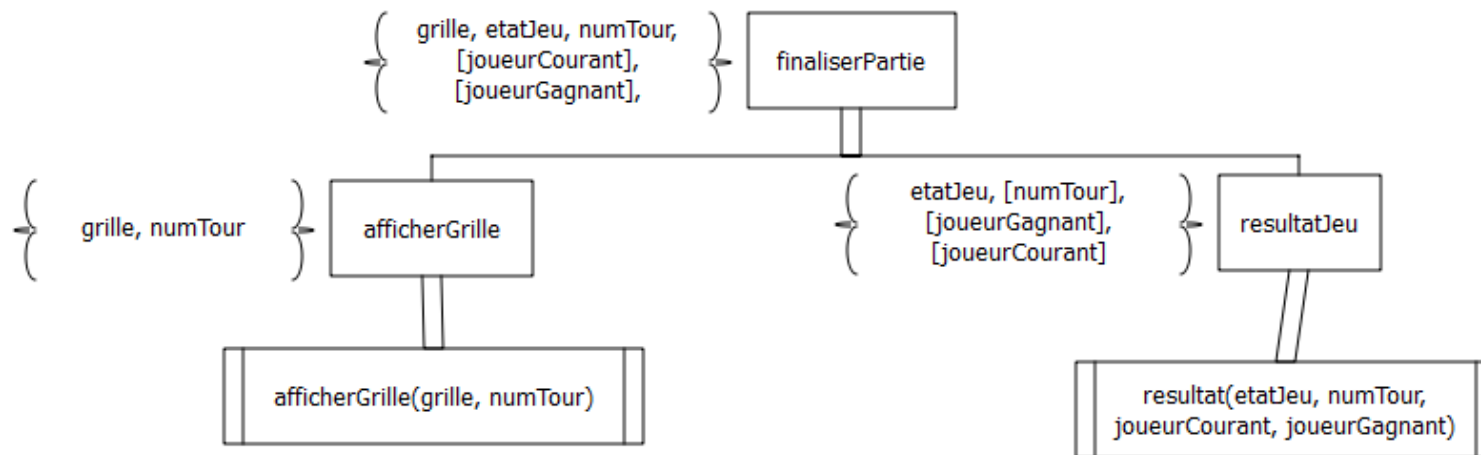 grille, etatJeu, numTour,
[joueurCourant],
[joueurGagnant],
finaliserPartie
grille, numTour
afficherGrille
etatJeu, [numTour],
[joueurGagnant],
[joueurCourant]
resultatJeu
afficherGrille(grille, numTour)
resultat(etatJeu, numTour,
joueurCourant, joueurGagnant)